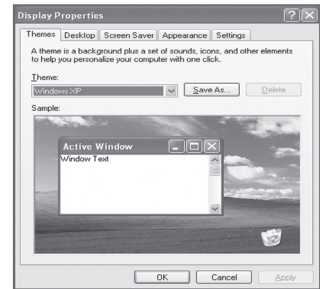 Display Properties
Themes Desktop Screen Saver Appearance Settings
A theme is a background plus a set of sounds, icons, and other elements
to help you personalize your computer with one click.
Theme:
Windows XP Save As... Delete
Sample:
Active Window
Window Text
OK Cancel Apply